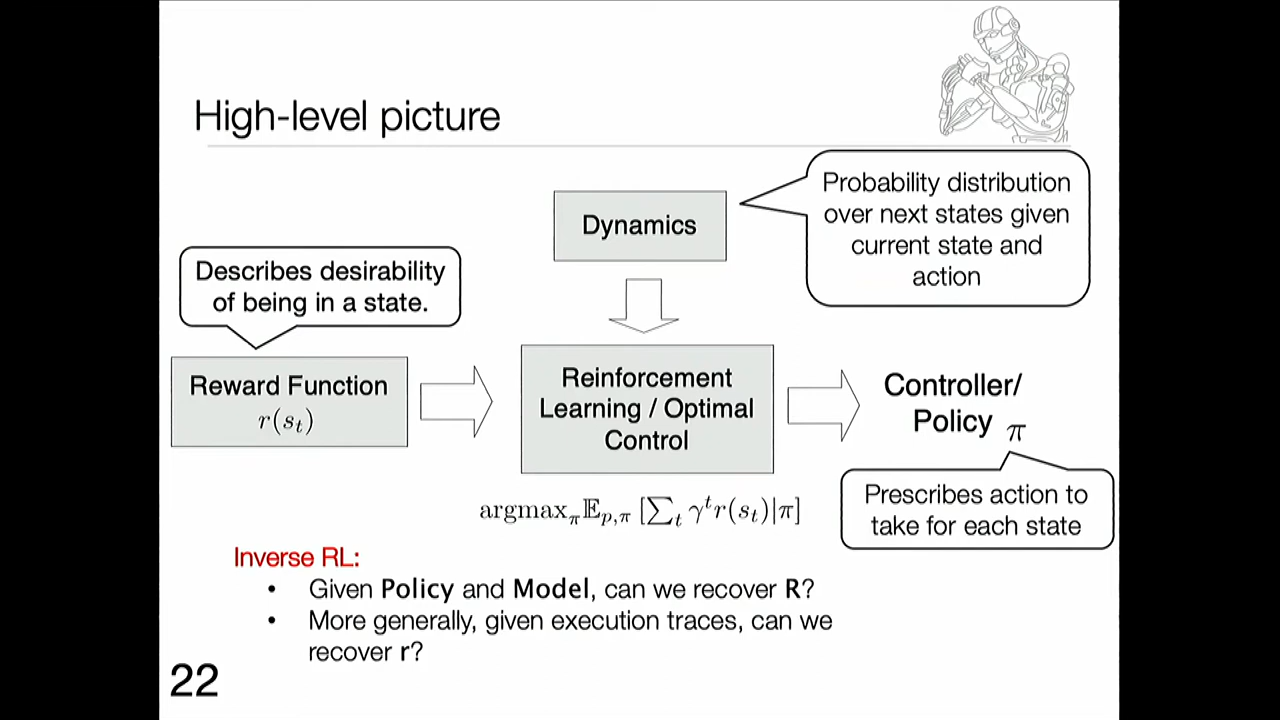 High-level picture
Dynamics
Probability distribution
over next states given
current state and
action
Describes desirability
of being in a state.
Reward Function
r(s_t)
Reinforcement
Learning / Optimal
Control
Controller/
Policy π
argmax_π 𝔼_{p,π} [∑_t γ^t r(s_t)|π]
Prescribes action to
take for each state
Inverse RL:
• Given Policy and Model, can we recover R?
• More generally, given execution traces, can we
recover r?
22